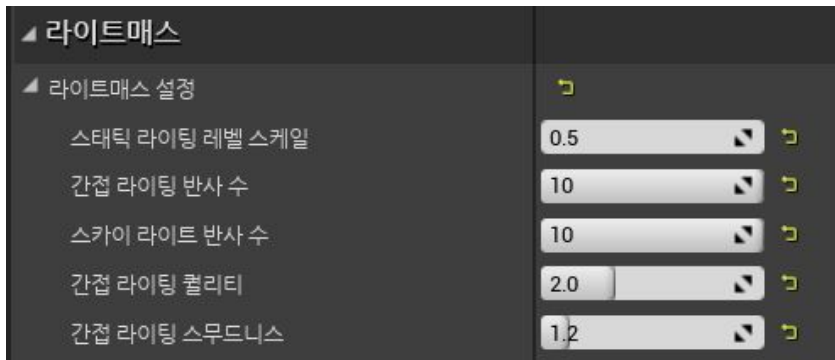 라이트매스
라이트매스 설정
스태틱 라이팅 레벨 스케일 0.5
간접 라이팅 반사 수 10
스카이 라이트 반사 수 10
간접 라이팅 퀄리티 2.0
간접 라이팅 스무드니스 1.2